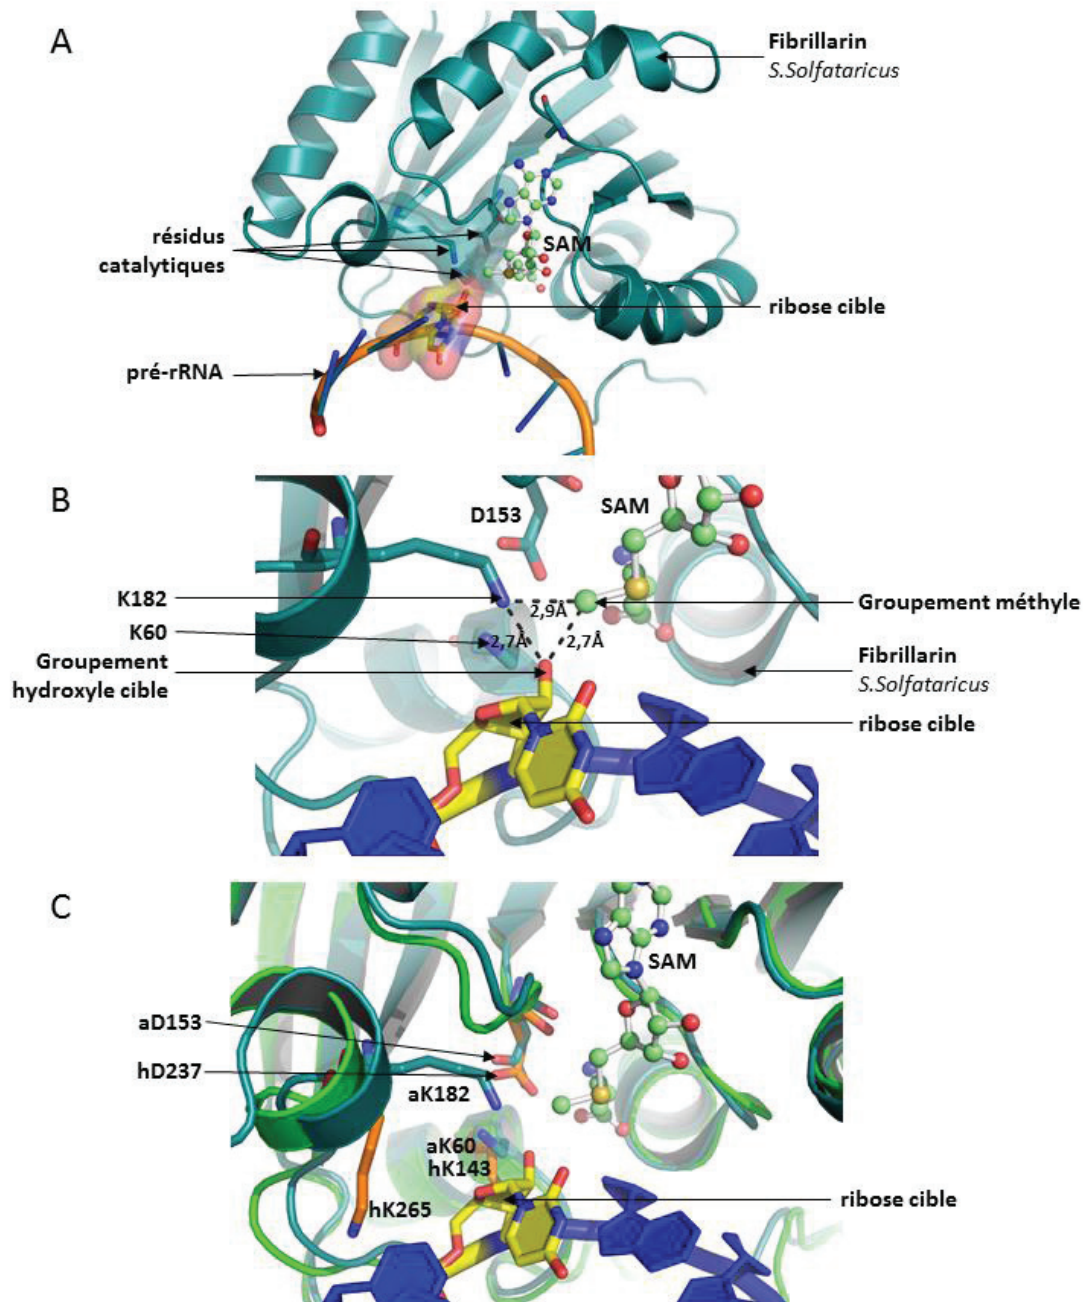 A
Fibrillarin
S.Solfataricus
résidus
catalytiques
SAM
ribose cible
pré-rRNA
B
D153
SAM
K182
2,9Å
Groupement méthyle
K60
2,7Å
2,7Å
Groupement
hydroxyle cible
Fibrillarin
S.Solfataricus
ribose cible
C
SAM
aD153
hD237
aK182
aK60
hK143
ribose cible
hK265